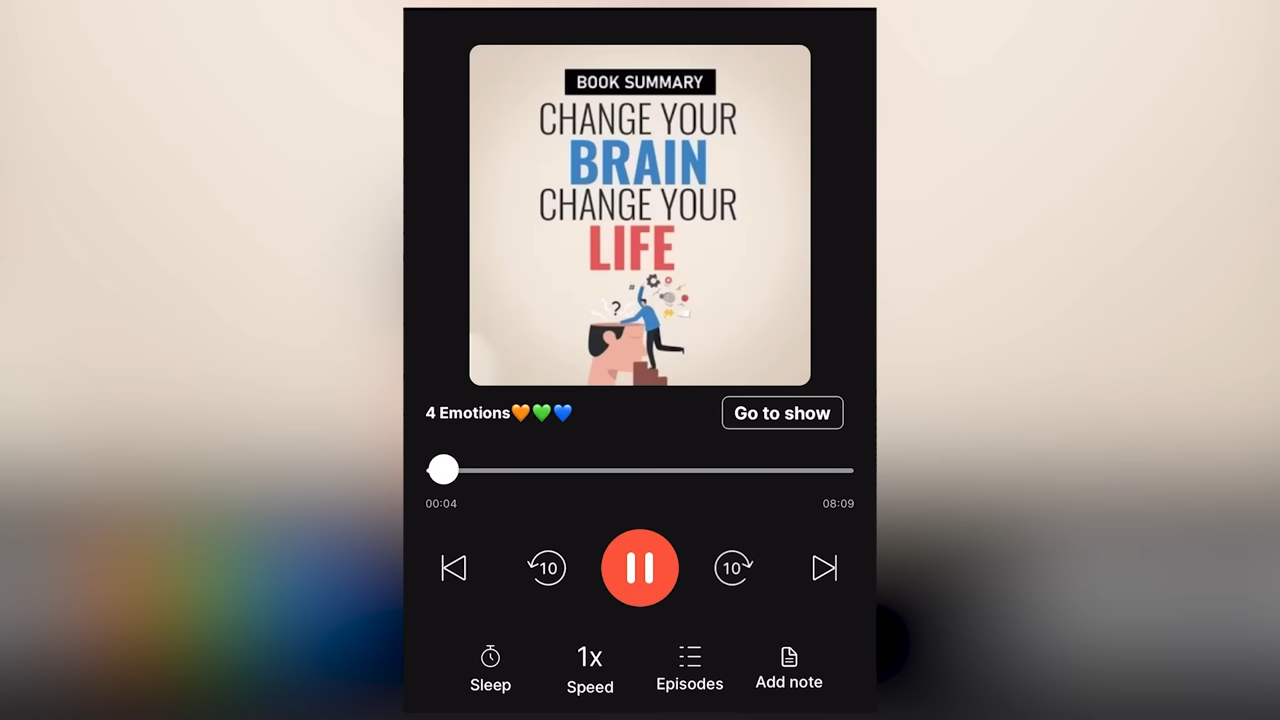 BOOK SUMMARY
CHANGE YOUR
BRAIN
CHANGE YOUR
LIFE
?
4 Emotions🧡💚💙
Go to show
00:04
08:09
10
10
1x
Sleep
Speed
Episodes
Add note